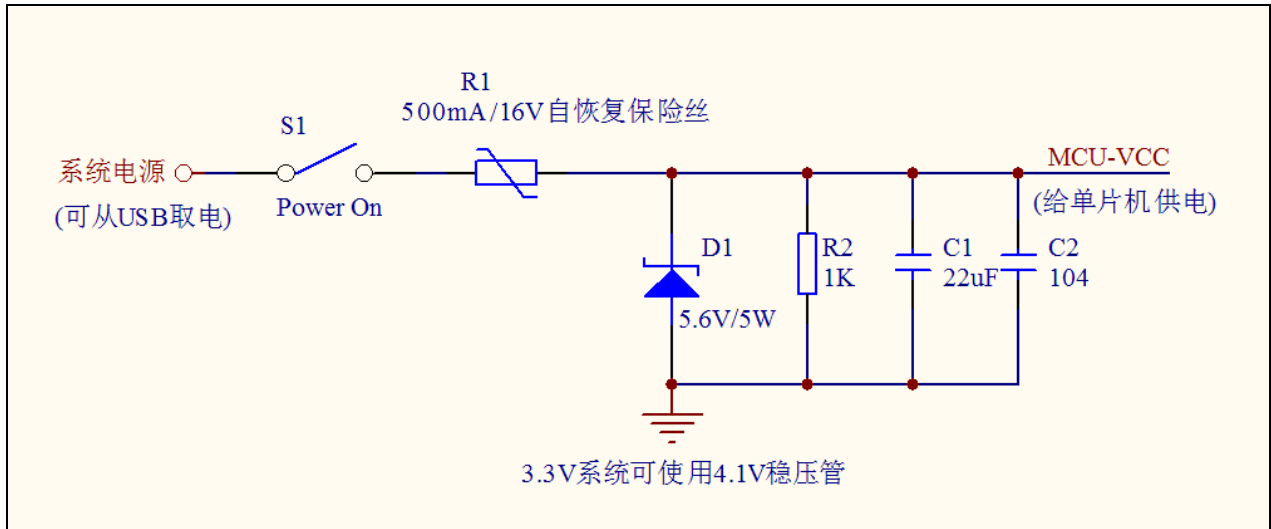 R1
500mA/16V自恢复保险丝
S1
系统电源
MCU-VCC
(可从USB取电)
Power On
(给单片机供电)
D1
R2
C1
C2
1K
22uF
104
5.6V/5W
3.3V系统可使用4.1V稳压管